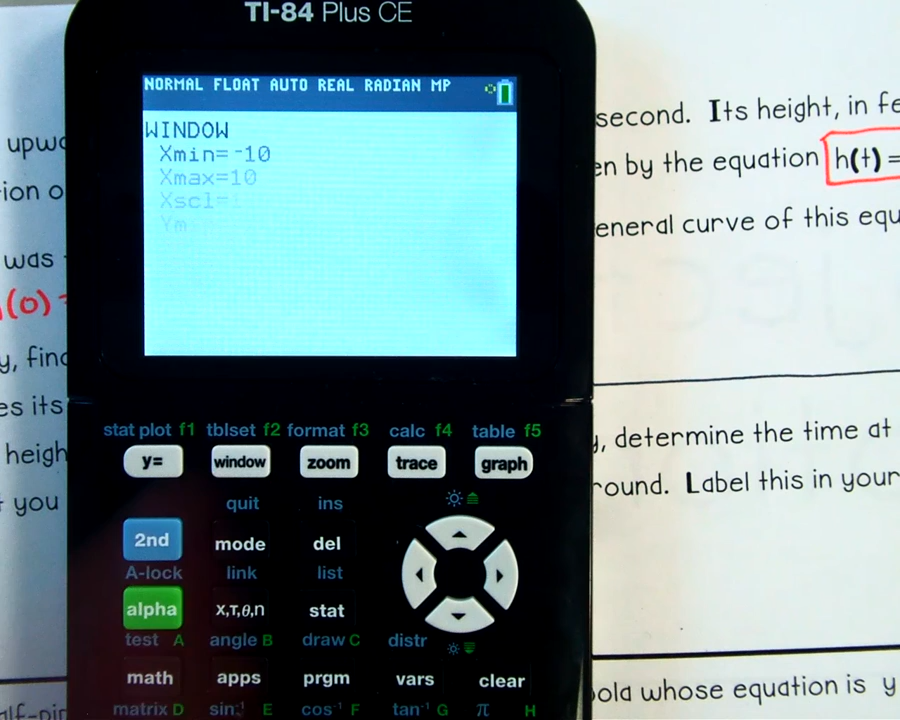 TI-84 Plus CE
NORMAL FLOAT AUTO REAL RADIAN MP
WINDOW
Xmin=-10
Xmax=10
Xscl=
Ym
second. Its height, in fe
en by the equation h(t) =
eneral curve of this equ
upwo
ion o
was
(0) =
y, find
es its
heigh
you
, determine the time at
round. Label this in your
ola whose equation is y
stat plot f1 tblset f2 format f3 calc f4 table f5
y= window zoom trace graph
quit ins
2nd mode del
A-lock link list
alpha X,T,θ,n stat
test A angle B draw C distr
math apps prgm vars clear
matrix D sin⁻¹ E cos⁻¹ F tan⁻¹ G π H